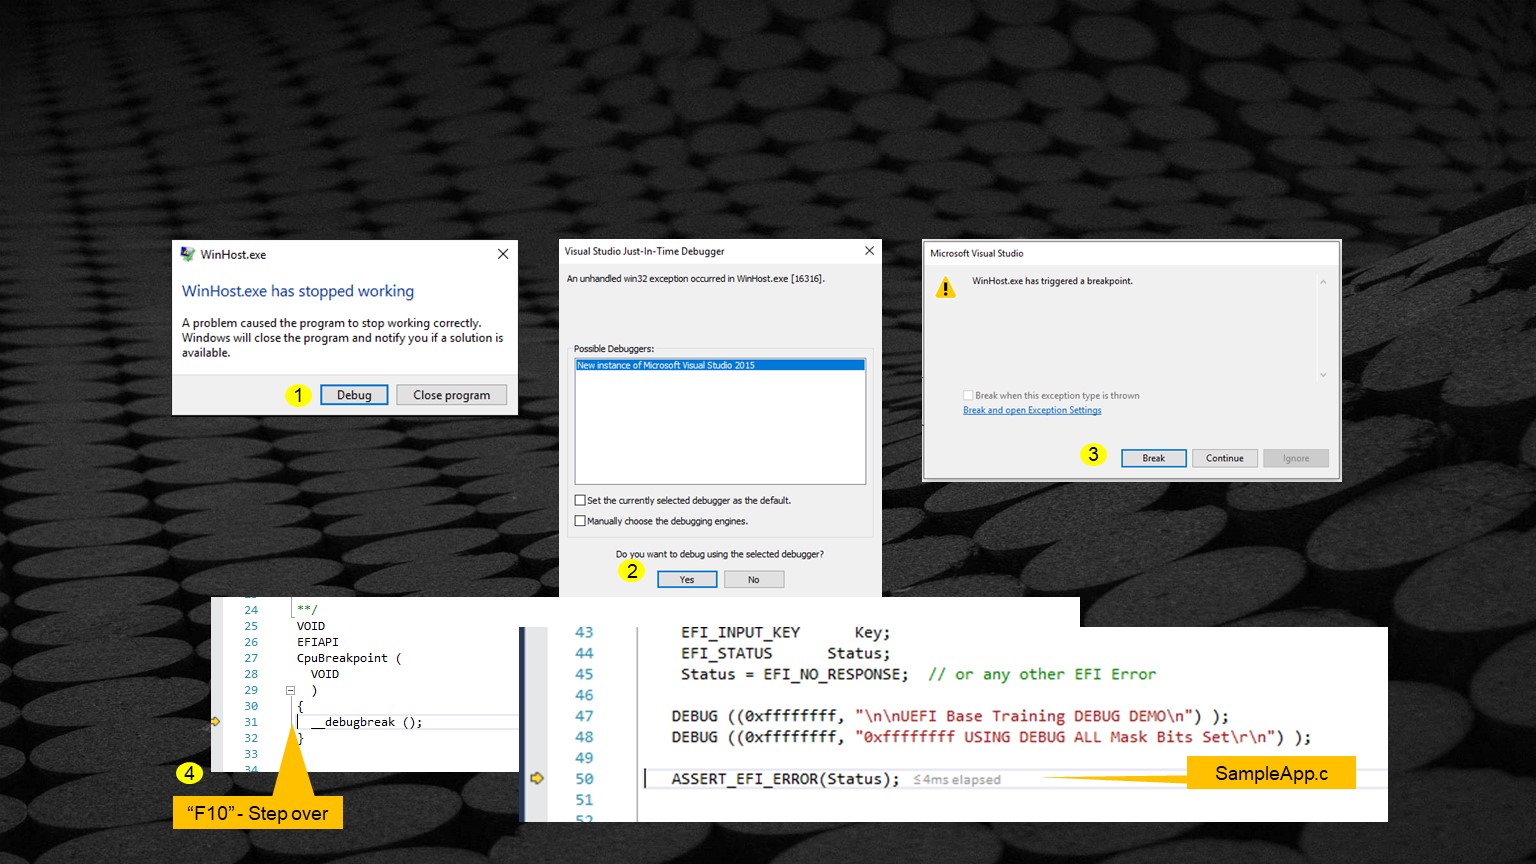 WinHost.exe
WinHost.exe has stopped working
A problem caused the program to stop working correctly.
Windows will close the program and notify you if a solution is
available.
1
Debug
Close program
Visual Studio Just-In-Time Debugger
An unhandled win32 exception occurred in WinHost.exe [16316].
Possible Debuggers:
New instance of Microsoft Visual Studio 2015
Set the currently selected debugger as the default.
Manually choose the debugging engines.
Do you want to debug using the selected debugger?
2
Yes
No
Microsoft Visual Studio
WinHost.exe has triggered a breakpoint.
Break when this exception type is thrown
Break and open Exception Settings
3
Break
Continue
Ignore
24 **/
25 VOID
26 EFIAPI
27 CpuBreakpoint (
28 VOID
29 )
30 {
31 __debugbreak ();
32 }
33
34
4
“F10” - Step over
43 EFI_INPUT_KEY Key;
44 EFI_STATUS Status;
45 Status = EFI_NO_RESPONSE; // or any other EFI Error
46
47 DEBUG ((0xffffffff, "\n\nUEFI Base Training DEBUG DEMO\n") );
48 DEBUG ((0xffffffff, "0xffffffff USING DEBUG ALL Mask Bits Set\r\n") );
49
50 ASSERT_EFI_ERROR(Status); ≤4ms elapsed
51
52
SampleApp.c